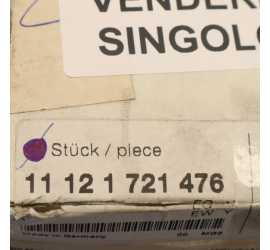 VENDER
SINGOLO
Stück / piece
11 12 1 721 476